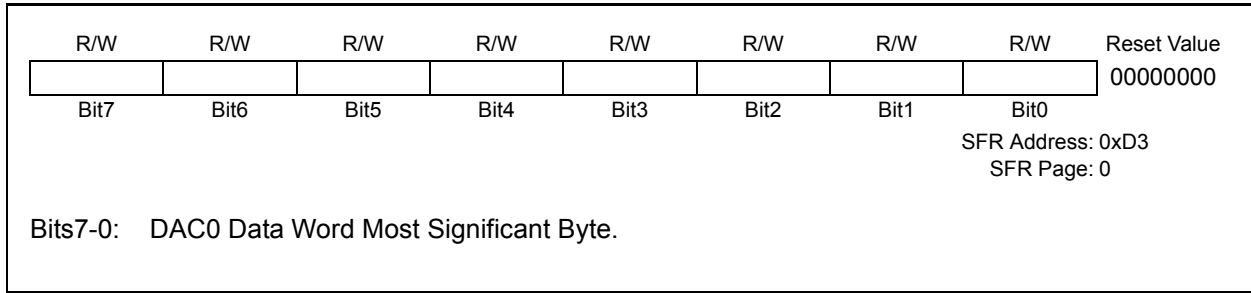 R/W R/W R/W R/W R/W R/W R/W R/W Reset Value
00000000
Bit7 Bit6 Bit5 Bit4 Bit3 Bit2 Bit1 Bit0
SFR Address: 0xD3
SFR Page: 0
Bits7-0: DAC0 Data Word Most Significant Byte.